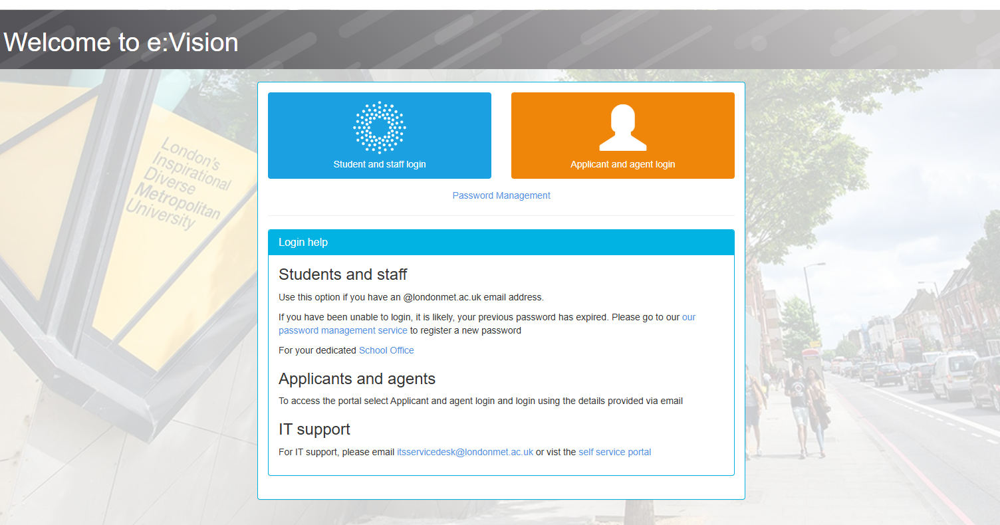 Welcome to e:Vision
London's
Inspirational
Diverse
Metropolitan
University
Student and staff login
Applicant and agent login
Password Management
Login help
Students and staff
Use this option if you have an @londonmet.ac.uk email address.
If you have been unable to login, it is likely, your previous password has expired. Please go to our our
password management service to register a new password
For your dedicated School Office
Applicants and agents
To access the portal select Applicant and agent login and login using the details provided via email
IT support
For IT support, please email itsservicedesk@londonmet.ac.uk or vist the self service portal